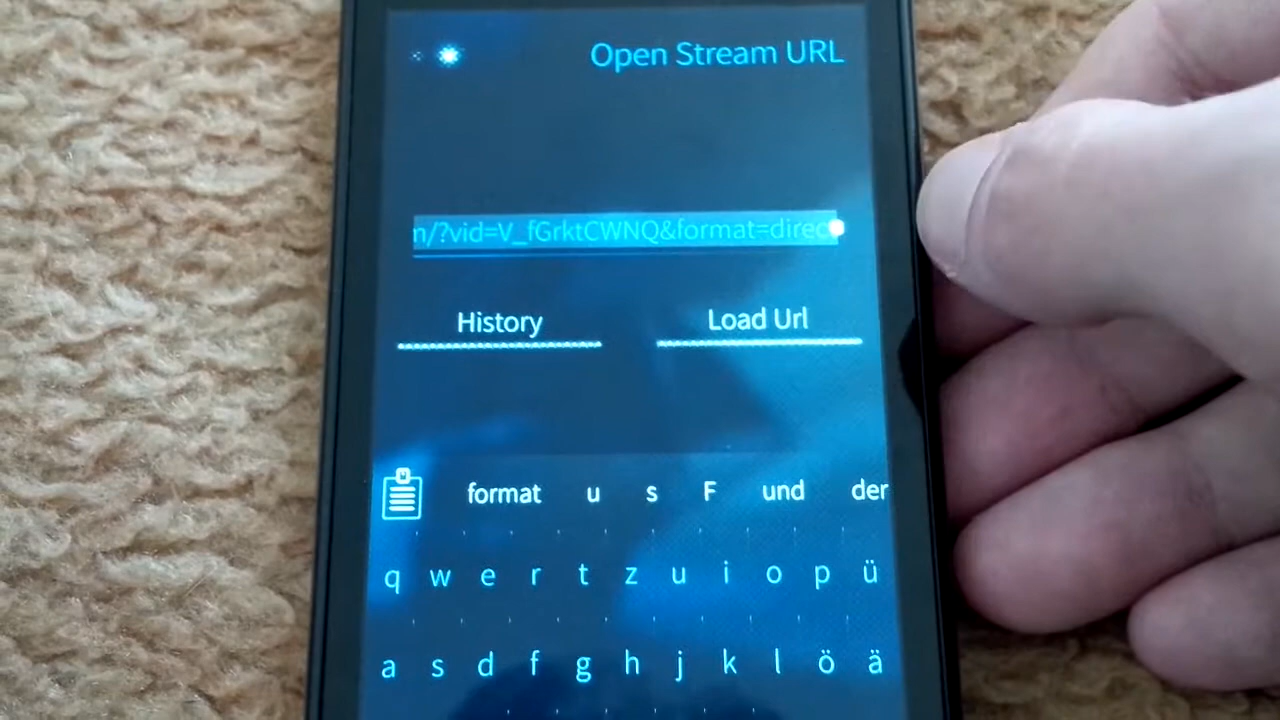 Open Stream URL
n/?vid=V_fGrktCWNQ&format=direc
History Load Url
format u s F und der
q w e r t z u i o p ü
a s d f g h j k l ö ä